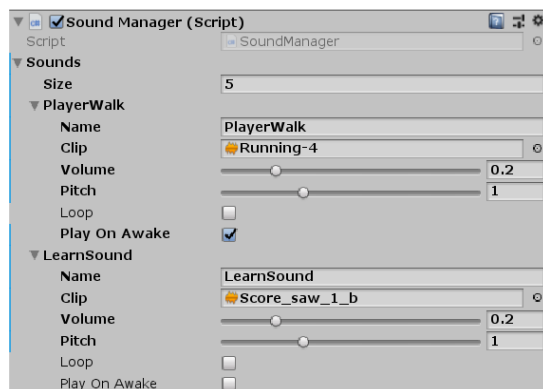 Sound Manager (Script)
Script SoundManager
Sounds
Size 5
PlayerWalk
Name PlayerWalk
Clip Running-4
Volume 0.2
Pitch 1
Loop
Play On Awake
LearnSound
Name LearnSound
Clip Score_saw_1_b
Volume 0.2
Pitch 1
Loop
Play On Awake